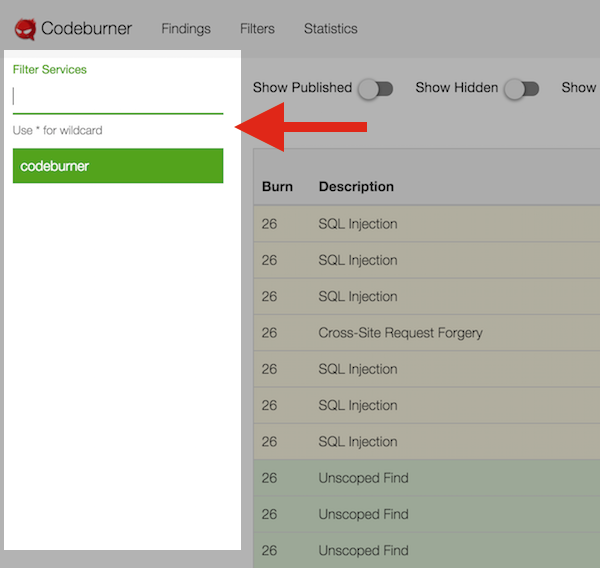 Codeburner Findings Filters Statistics
Filter Services
Use * for wildcard
codeburner
Show Published Show Hidden Show
Burn Description
26 SQL Injection
26 SQL Injection
26 SQL Injection
26 Cross-Site Request Forgery
26 SQL Injection
26 SQL Injection
26 SQL Injection
26 Unscoped Find
26 Unscoped Find
26 Unscoped Find